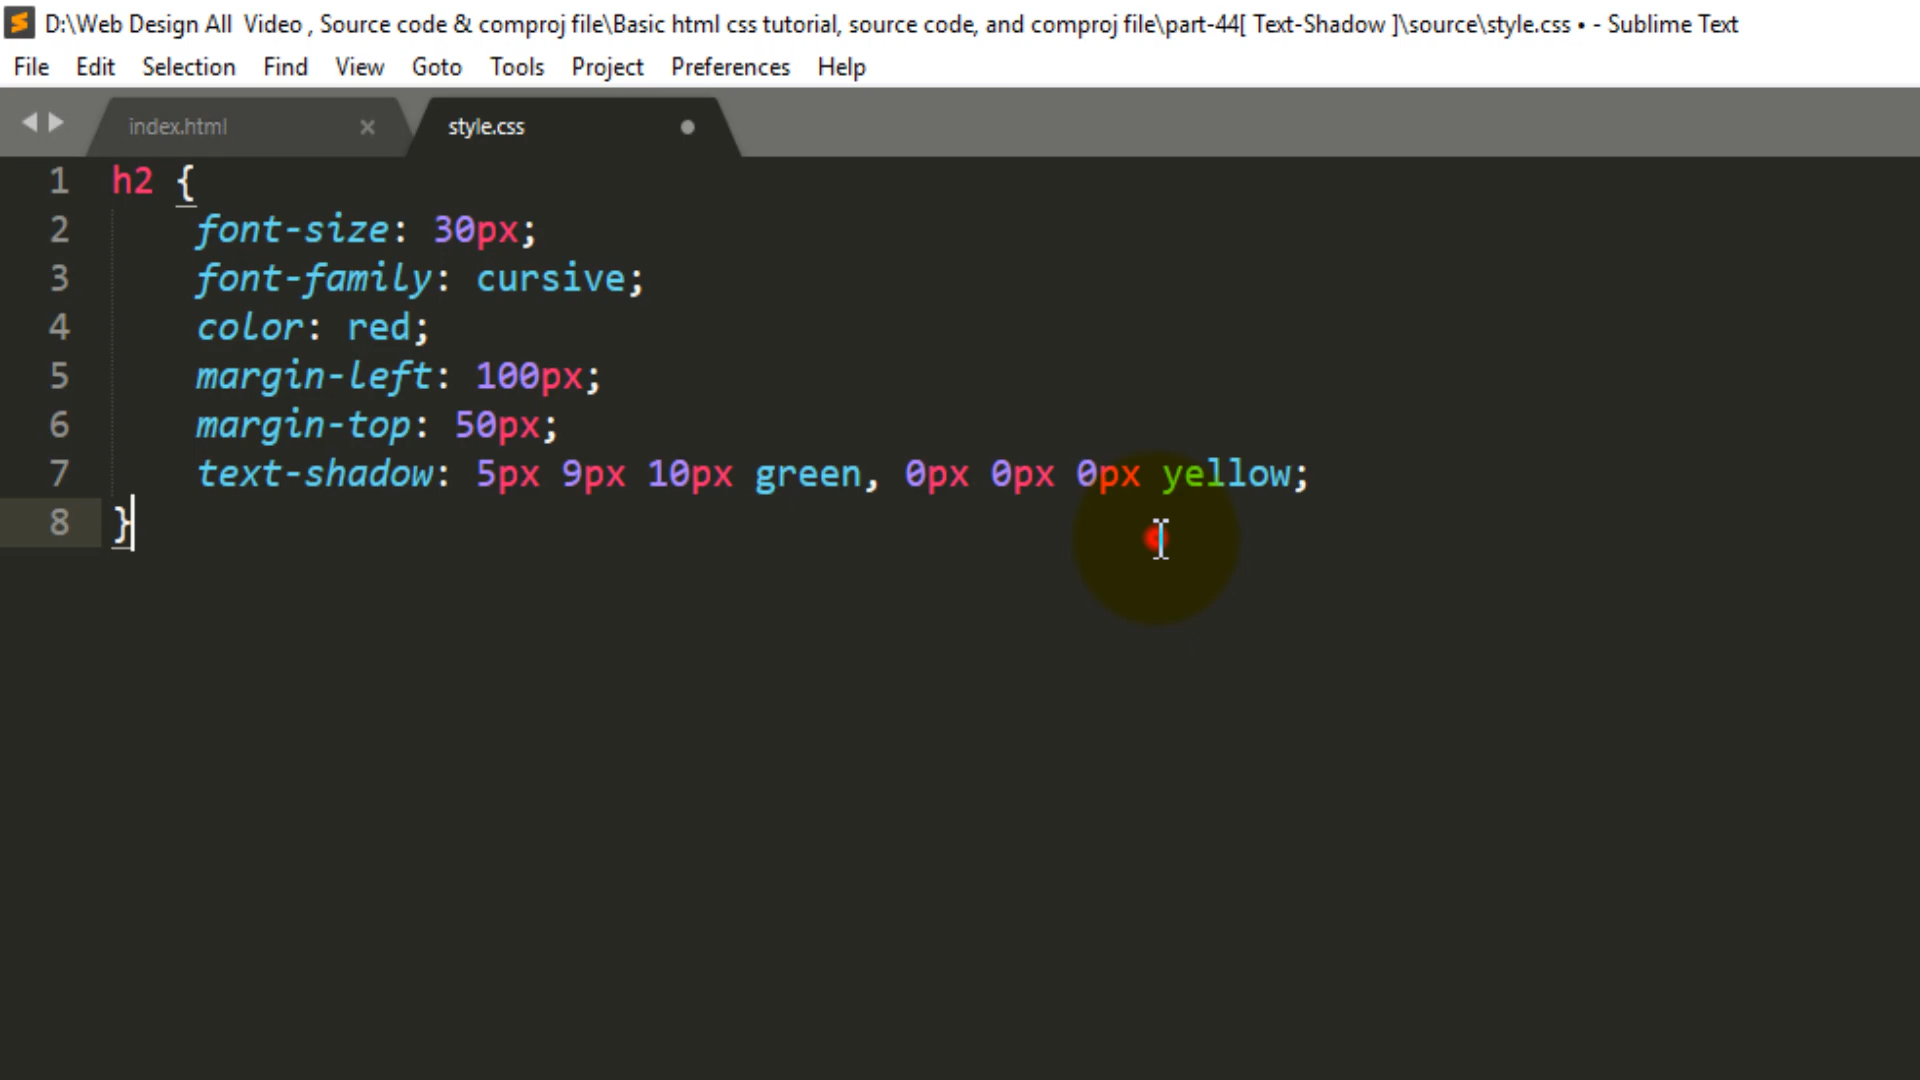 D:\Web Design All  Video , Source code & comproj file\Basic html css tutorial, source code, and comproj file\part-44[ Text-Shadow ]\source\style.css • - Sublime Text
File Edit Selection Find View Goto Tools Project Preferences Help
index.html × style.css
1 h2 {
2 font-size: 30px;
3 font-family: cursive;
4 color: red;
5 margin-left: 100px;
6 margin-top: 50px;
7 text-shadow: 5px 9px 10px green, 0px 0px 0px yellow;
8 }